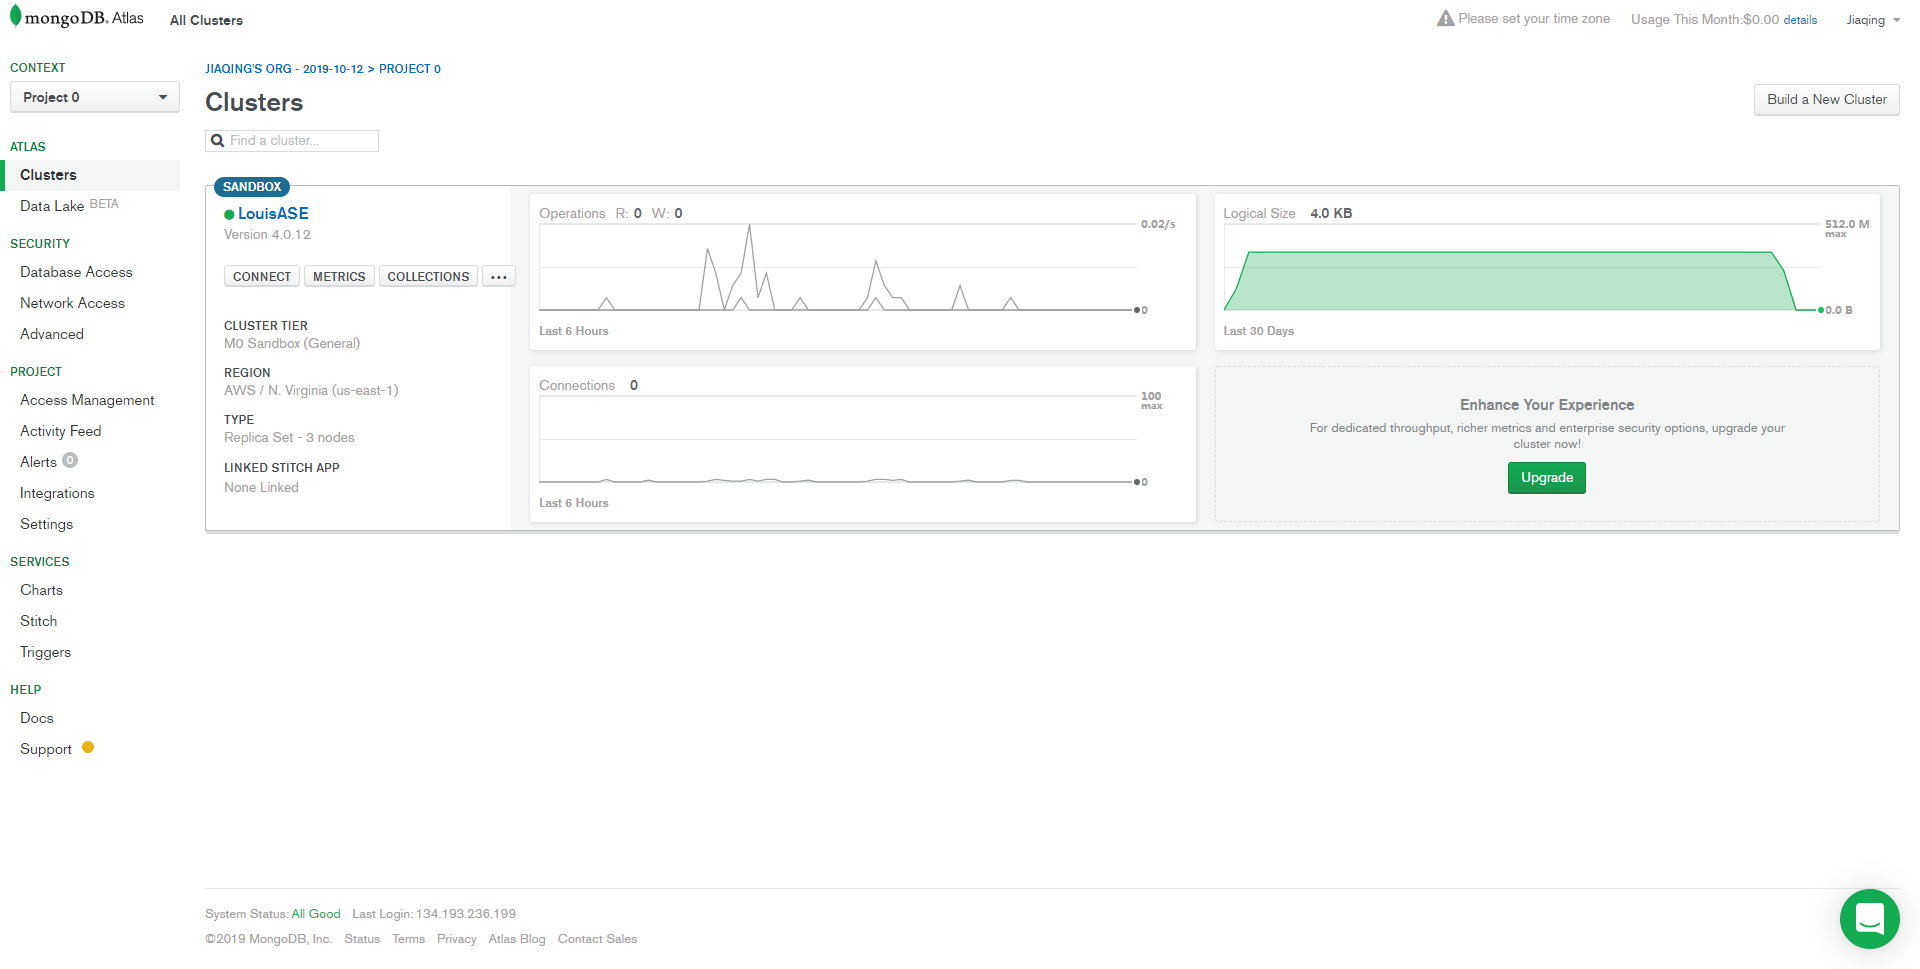 mongoDB. Atlas
All Clusters
Please set your time zone
Usage This Month:$0.00 details
Jiaqing
CONTEXT
Project 0
ATLAS
Clusters
Data Lake BETA
SECURITY
Database Access
Network Access
Advanced
PROJECT
Access Management
Activity Feed
Alerts 0
Integrations
Settings
SERVICES
Charts
Stitch
Triggers
HELP
Docs
Support
JIAQING'S ORG - 2019-10-12 > PROJECT 0
Clusters
Build a New Cluster
Find a cluster...
SANDBOX
LouisASE
Version 4.0.12
CONNECT
METRICS
COLLECTIONS
...
CLUSTER TIER
M0 Sandbox (General)
REGION
AWS / N. Virginia (us-east-1)
TYPE
Replica Set - 3 nodes
LINKED STITCH APP
None Linked
Operations R: 0 W: 0
0.02/s
0
Last 6 Hours
Logical Size 4.0 KB
512.0 M
max
0.0 B
Last 30 Days
Connections 0
100
max
0
Last 6 Hours
Enhance Your Experience
For dedicated throughput, richer metrics and enterprise security options, upgrade your
cluster now!
Upgrade
System Status: All Good Last Login: 134.193.236.199
©2019 MongoDB, Inc. Status Terms Privacy Atlas Blog Contact Sales